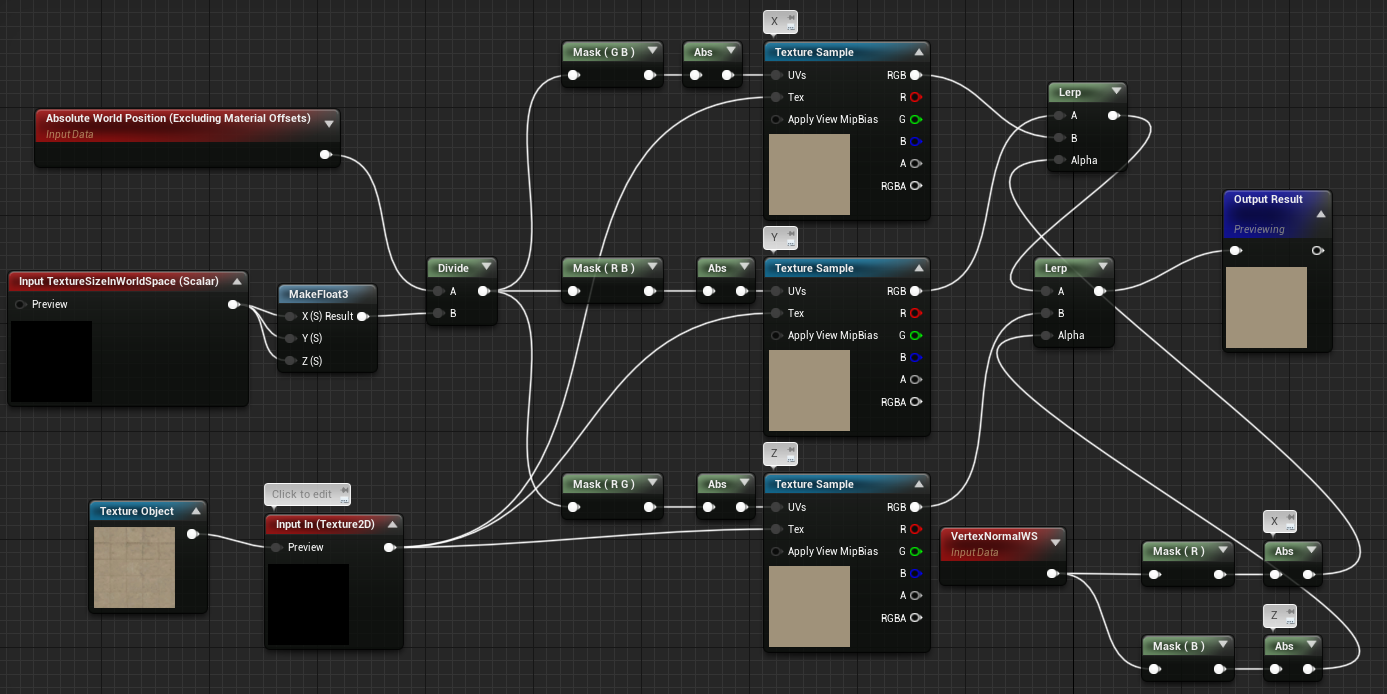 X
Mask ( G B )
Abs
Texture Sample
UVs
RGB
Tex
R
Apply View MipBias
G
B
A
RGBA
Lerp
A
B
Alpha
Absolute World Position (Excluding Material Offsets)
Input Data
Output Result
Previewing
Y
Mask ( R B )
Abs
Texture Sample
UVs
RGB
Tex
R
Apply View MipBias
G
B
A
RGBA
Lerp
A
B
Alpha
Divide
A
B
Input TextureSizeInWorldSpace (Scalar)
Preview
MakeFloat3
X (S) Result
Y (S)
Z (S)
Z
Mask ( R G )
Abs
Texture Sample
UVs
RGB
Tex
R
Apply View MipBias
G
B
A
RGBA
Texture Object
Click to edit
Input In (Texture2D)
Preview
VertexNormalWS
Input Data
Mask ( R )
X
Abs
Mask ( B )
Z
Abs